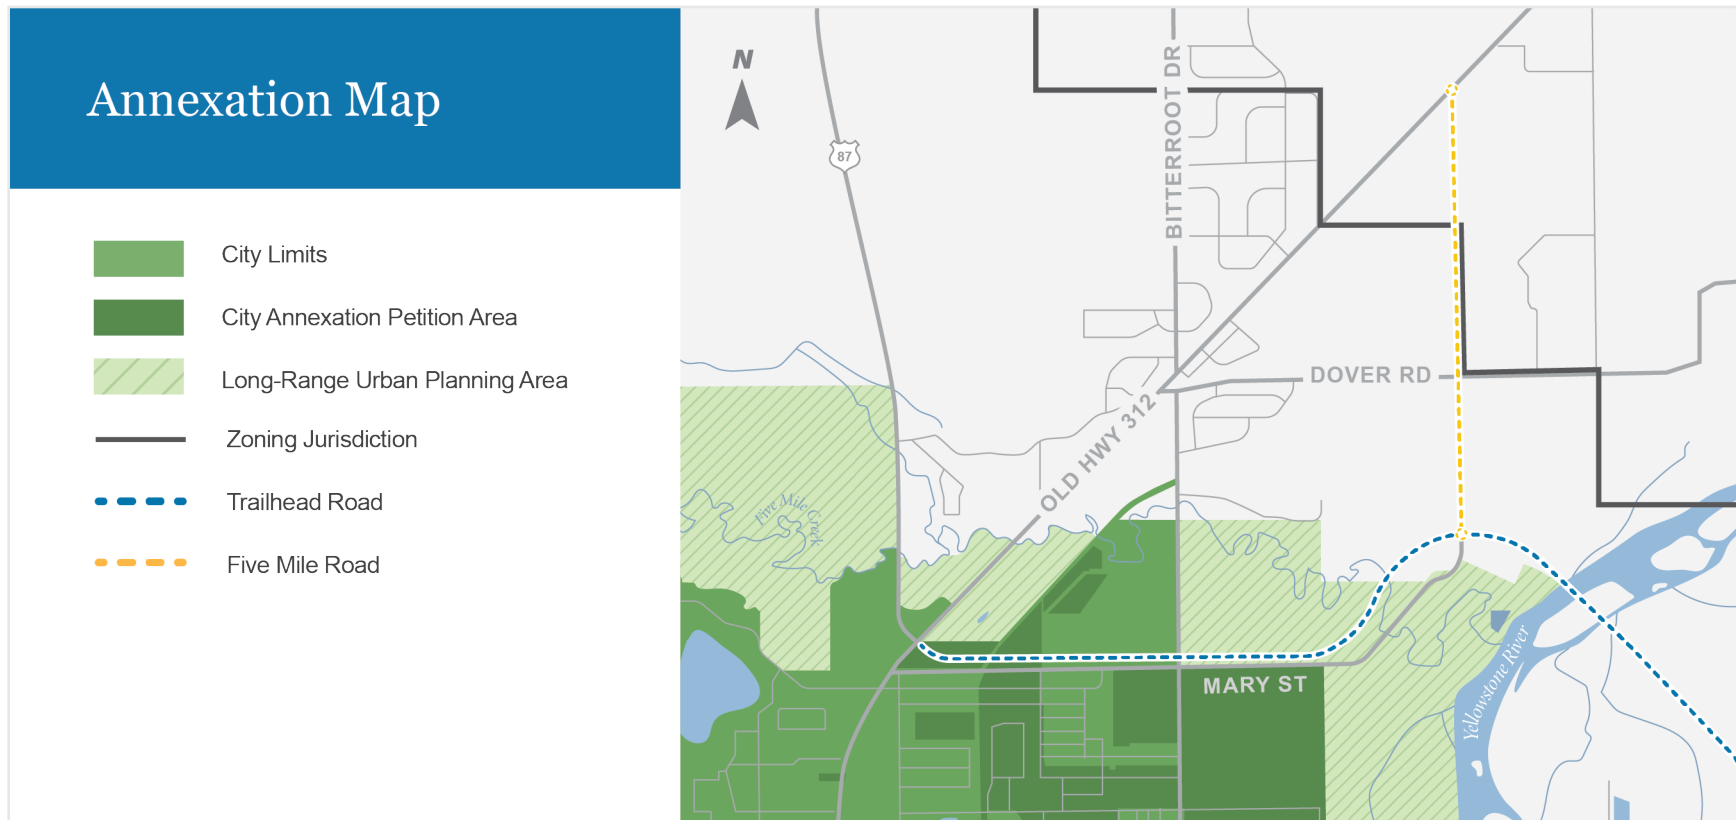 Annexation Map
City Limits
City Annexation Petition Area
Long-Range Urban Planning Area
Zoning Jurisdiction
Trailhead Road
Five Mile Road
N
87
BITTERROOT DR
DOVER RD
OLD HWY 312
Five Mile Creek
MARY ST
Yellowstone River